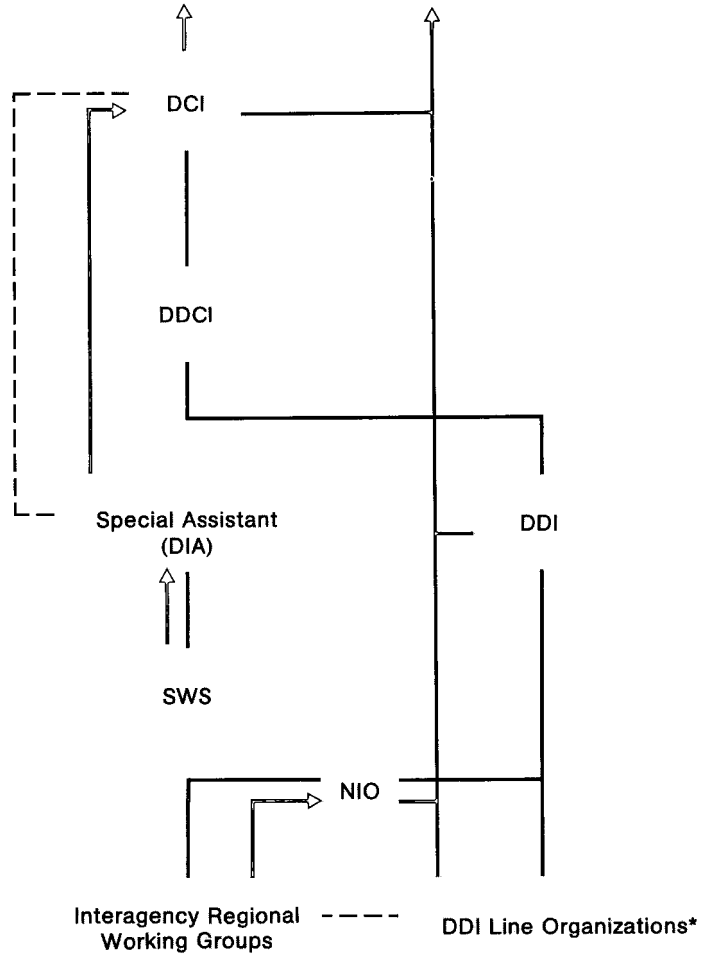 DCI
DDCI
Special Assistant
(DIA)
DDI
SWS
NIO
Interagency Regional
Working Groups
DDI Line Organizations*